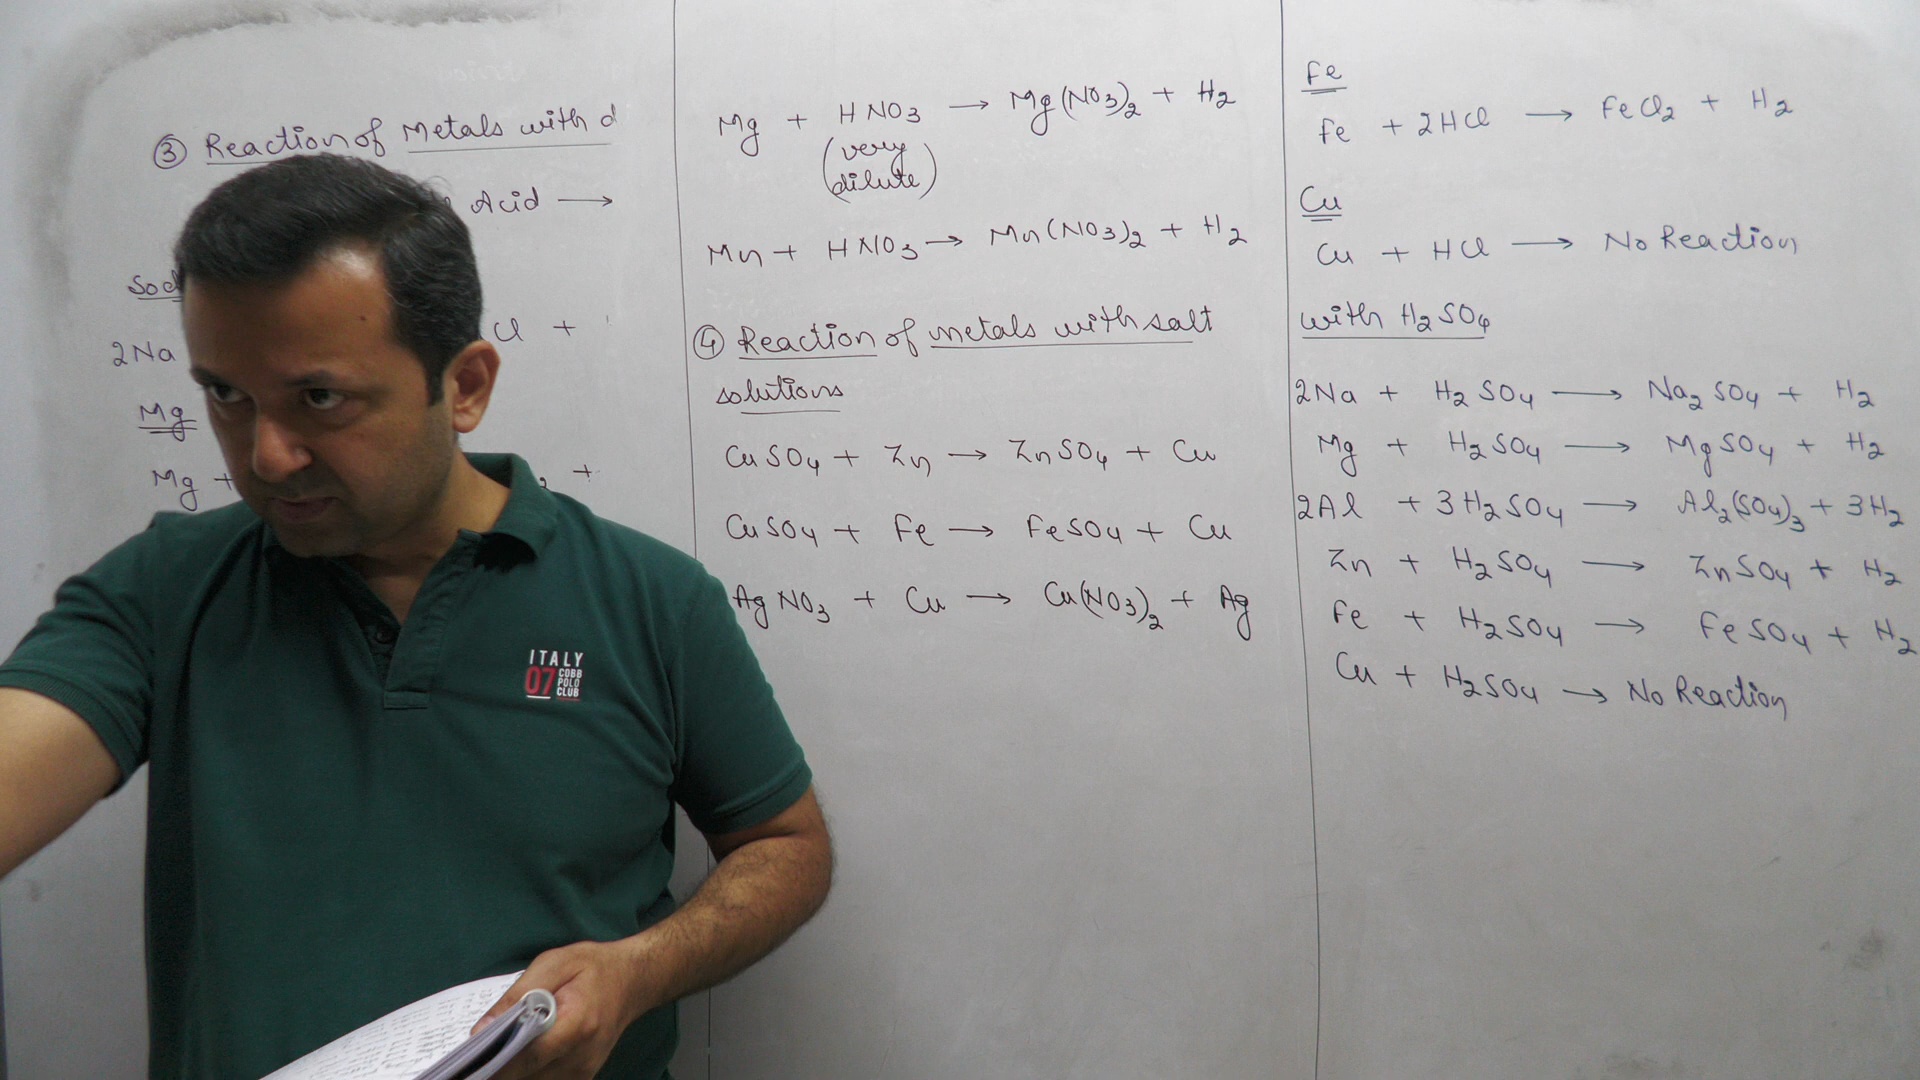 ③ Reaction of Metals with d
Acid →
2Na Cl +
Mg
Mg + 2 +
Mg + HNO3 → Mg(NO3)2 + H2
(very
dilute)
Mn + HNO3 → Mn(NO3)2 + H2
④ Reaction of metals with salt
solutions
CuSO4 + Zn → ZnSO4 + Cu
CuSO4 + Fe → FeSO4 + Cu
AgNO3 + Cu → Cu(NO3)2 + Ag
Fe
Fe + 2HCl → FeCl2 + H2
Cu
Cu + HCl → No Reaction
with H2SO4
2Na + H2SO4 → Na2SO4 + H2
Mg + H2SO4 → MgSO4 + H2
2Al + 3H2SO4 → Al2(SO4)3 + 3H2
Zn + H2SO4 → ZnSO4 + H2
Fe + H2SO4 → FeSO4 + H2
Cu + H2SO4 → No Reaction
ITALY
07 COBB
POLO
CLUB